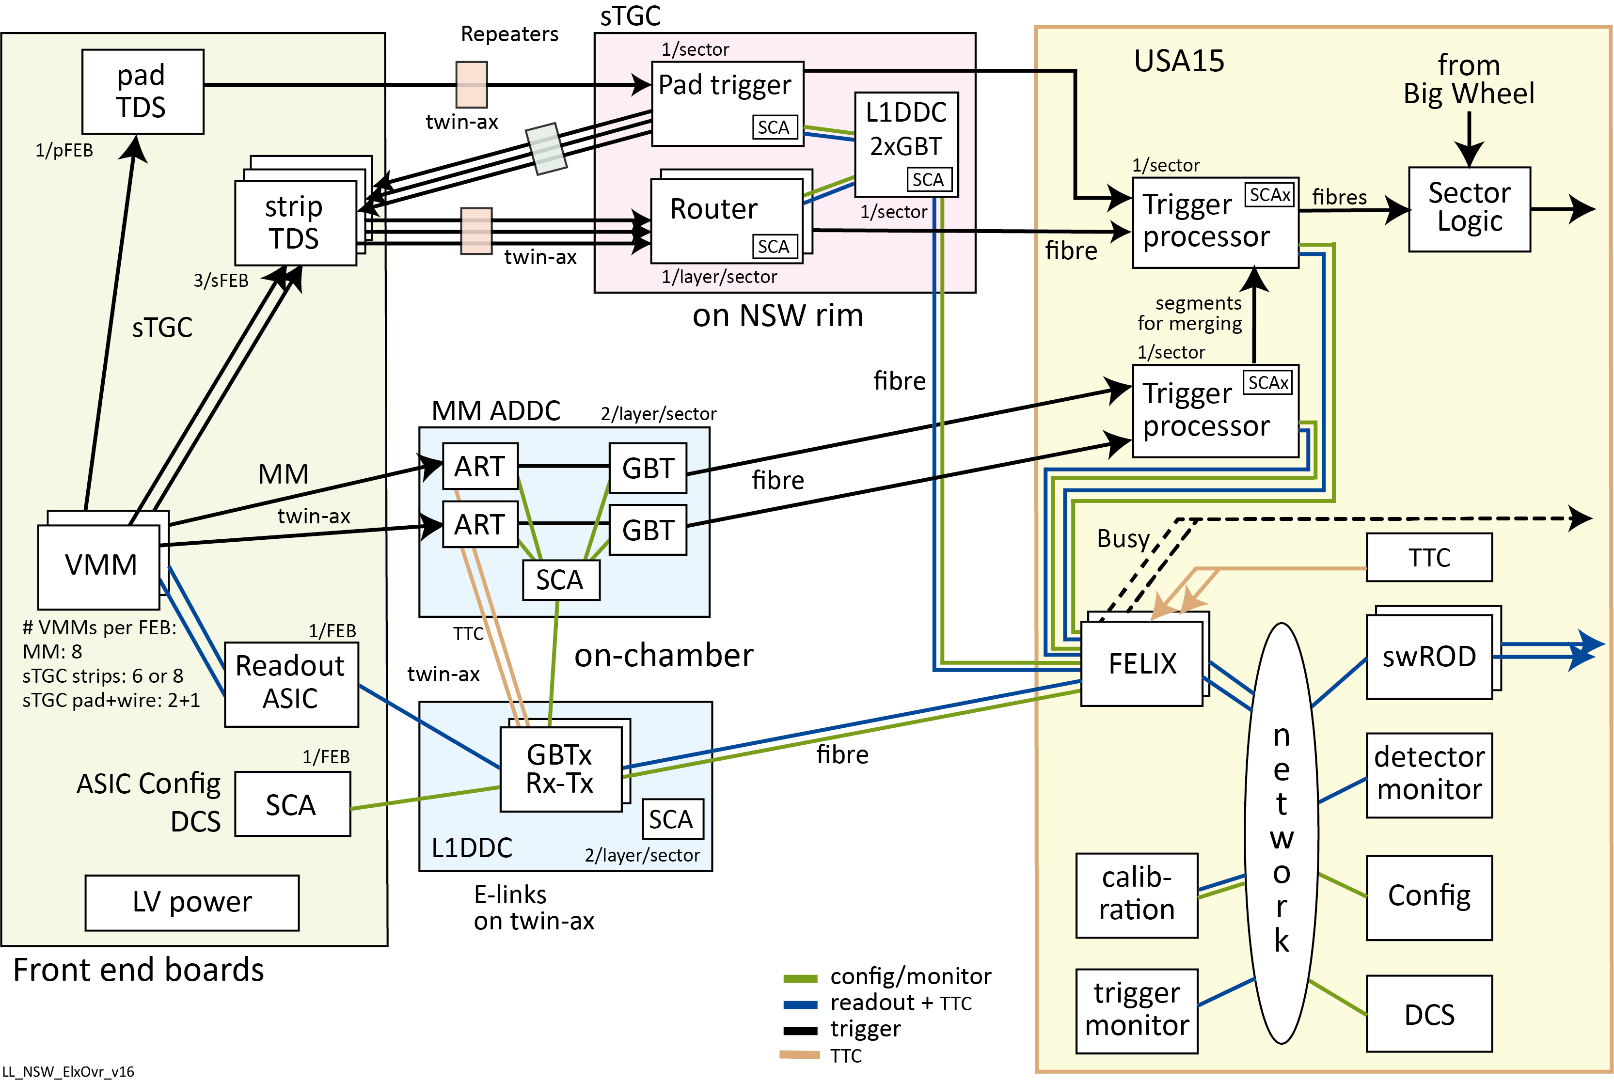 sTGC
Repeaters
1/sector
pad
TDS
Pad trigger
SCA
twin-ax
1/pFEB
L1DDC
2xGBT
SCA
1/sector
USA15
from
Big Wheel
1/sector
Trigger
processor
SCAx
fibres
Sector
Logic
strip
TDS
3/sFEB
twin-ax
Router
SCA
1/layer/sector
on NSW rim
fibre
segments
for merging
sTGC
1/sector
Trigger
processor
SCAx
fibre
MM ADDC
2/layer/sector
ART
GBT
ART
GBT
SCA
fibre
MM
twin-ax
VMM
# VMMs per FEB:
MM: 8
sTGC strips: 6 or 8
sTGC pad+wire: 2+1
1/FEB
Readout
ASIC
TTC
twin-ax
on-chamber
Busy
TTC
FELIX
swROD
GBTx
Rx-Tx
SCA
L1DDC
2/layer/sector
fibre
1/FEB
ASIC Config
DCS
SCA
LV power
E-links
on twin-ax
Front end boards
network
detector
monitor
calib-
ration
Config
trigger
monitor
DCS
config/monitor
readout + TTC
trigger
TTC
LL_NSW_ElxOvr_v16